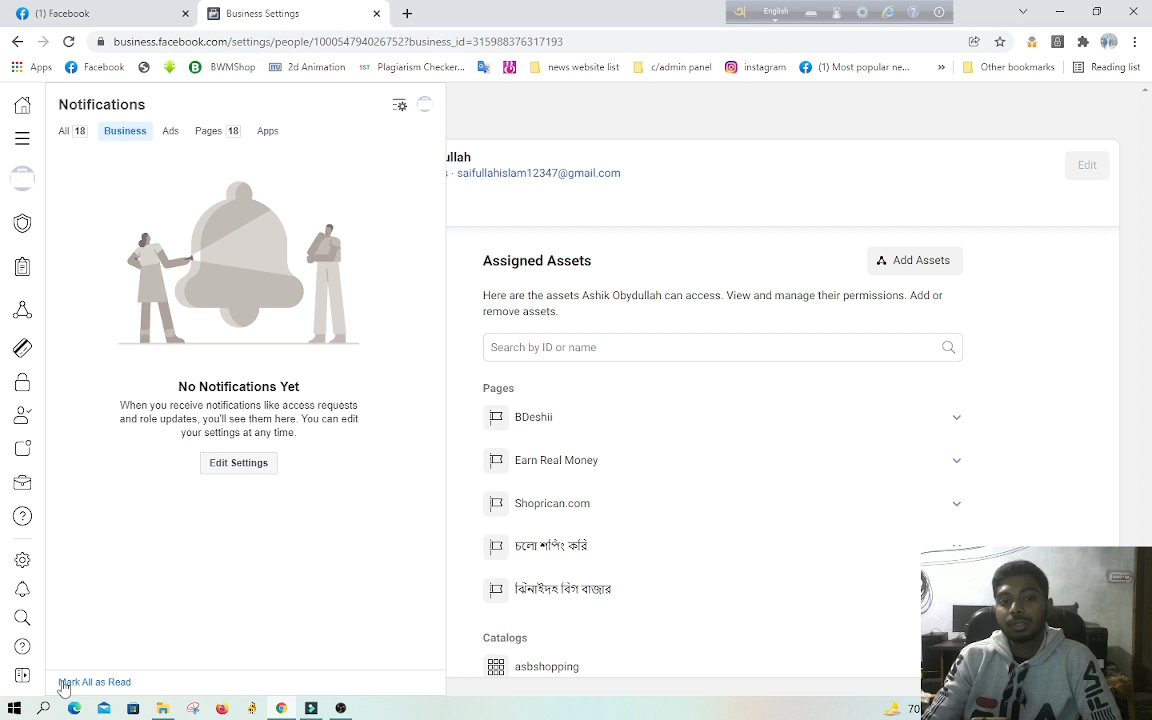 (1) Facebook
Business Settings
English
business.facebook.com/settings/people/100054794026752?business_id=315988376317193
Apps
Facebook
BWMShop
2d Animation
SST
Plagiarism Checker...
news website list
c/admin panel
instagram
(1) Most popular ne...
»
Other bookmarks
Reading list
Notifications
All 18
Business
Ads
Pages 18
Apps
No Notifications Yet
When you receive notifications like access requests
and role updates, you'll see them here. You can edit
your settings at any time.
Edit Settings
Mark All as Read
ullah
s · saifullahislam12347@gmail.com
Edit
Assigned Assets
Add Assets
Here are the assets Ashik Obydullah can access. View and manage their permissions. Add or
remove assets.
Search by ID or name
Pages
BDeshii
Earn Real Money
Shoprican.com
চলো শপিং করি
ঝিনাইদহ বিগ বাজার
Catalogs
asbshopping
70